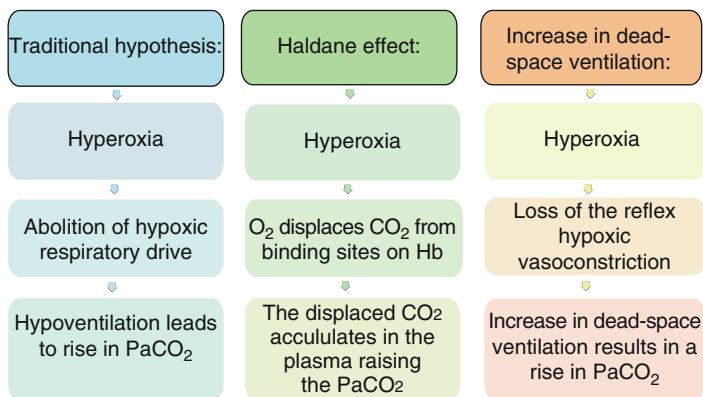 Traditional hypothesis:
Hyperoxia
Abolition of hypoxic
respiratory drive
Hypoventilation leads
to rise in PaCO2
Haldane effect:
Hyperoxia
O2 displaces CO2 from
binding sites on Hb
The displaced CO2
accululates in the
plasma raising
the PaCO2
Increase in dead-
space ventilation:
Hyperoxia
Loss of the reflex
hypoxic
vasoconstriction
Increase in dead-space
ventilation results in a
rise in PaCO2